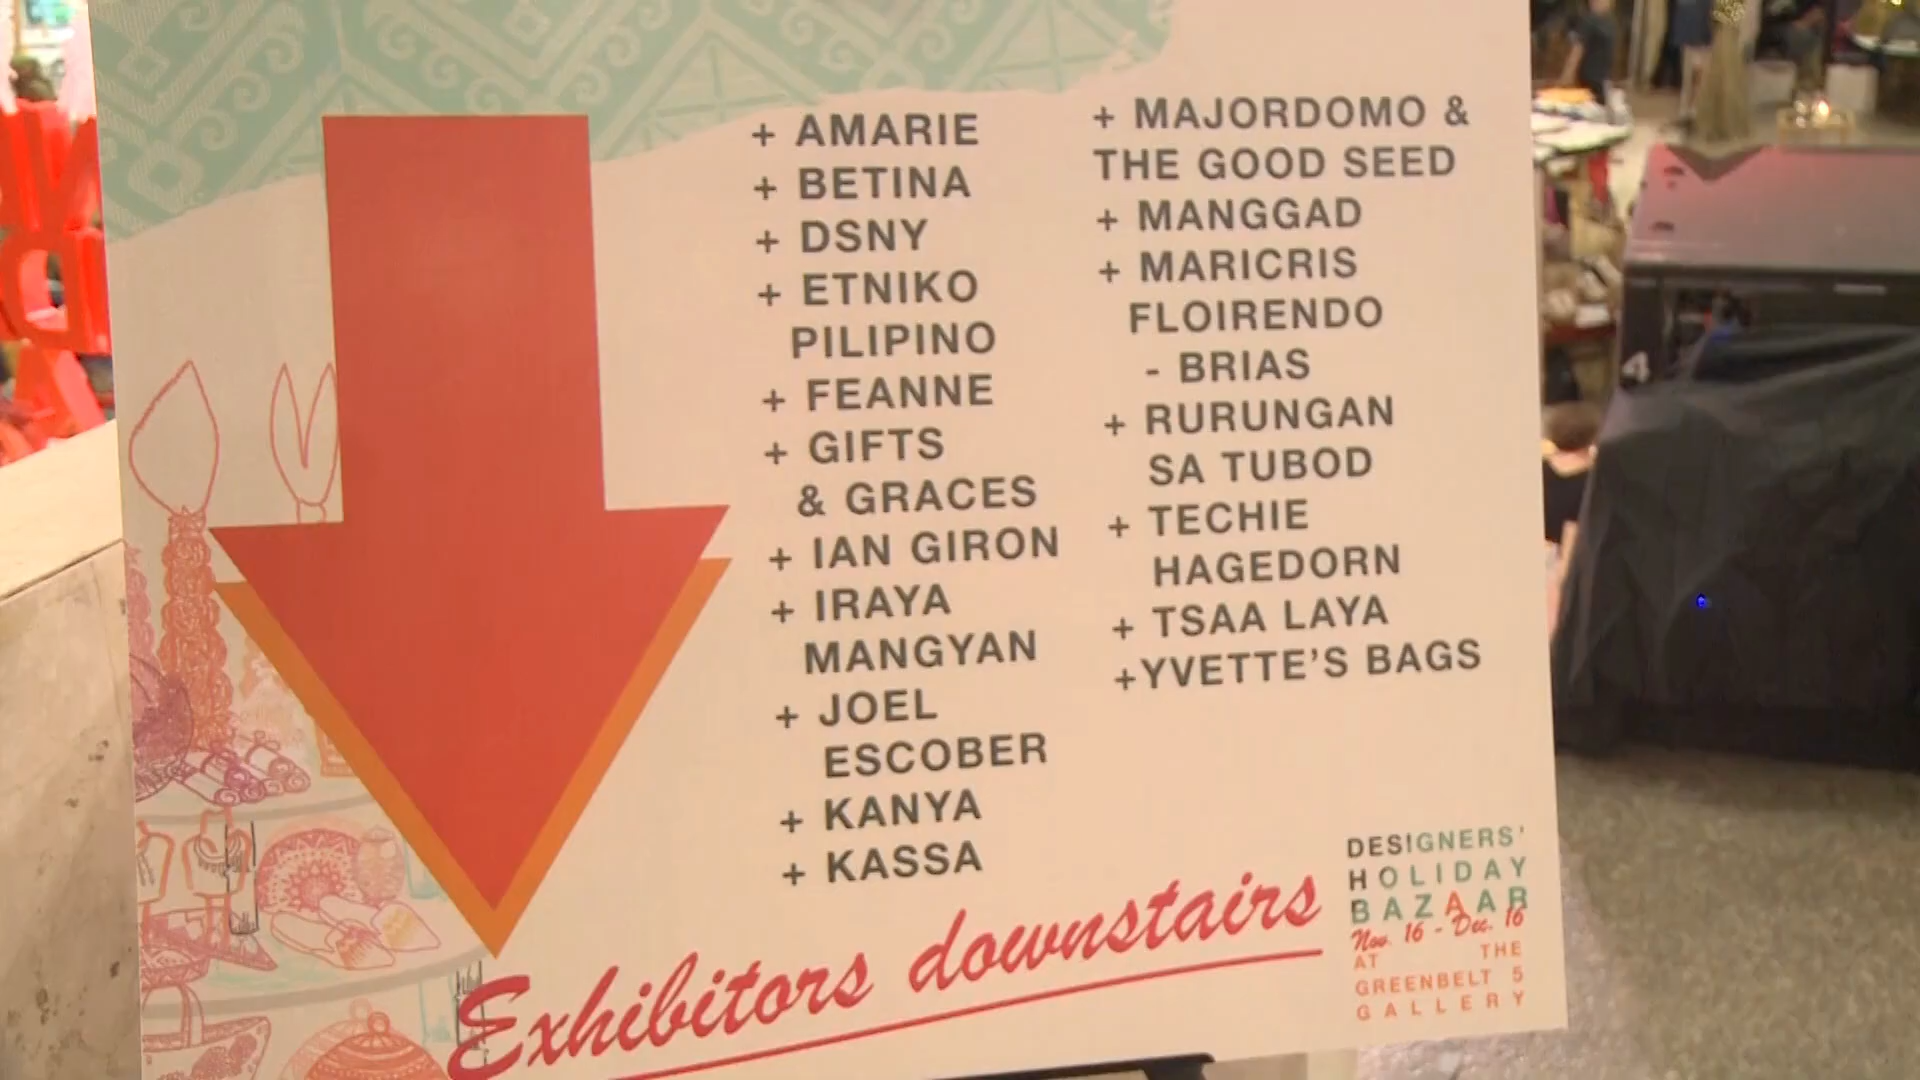 + AMARIE
+ BETINA
+ DSNY
+ ETNIKO
PILIPINO
+ FEANNE
+ GIFTS
& GRACES
+ IAN GIRON
+ IRAYA
MANGYAN
+ JOEL
ESCOBER
+ KANYA
+ KASSA
+ MAJORDOMO &
THE GOOD SEED
+ MANGGAD
+ MARICRIS
FLOIRENDO
- BRIAS
+ RURUNGAN
SA TUBOD
+ TECHIE
HAGEDORN
+ TSAA LAYA
+YVETTE'S BAGS
Exhibitors downstairs
DESIGNERS'
HOLIDAY
BAZAAR
Nov. 16 - Dec. 16
AT THE
GREENBELT 5
GALLERY
4